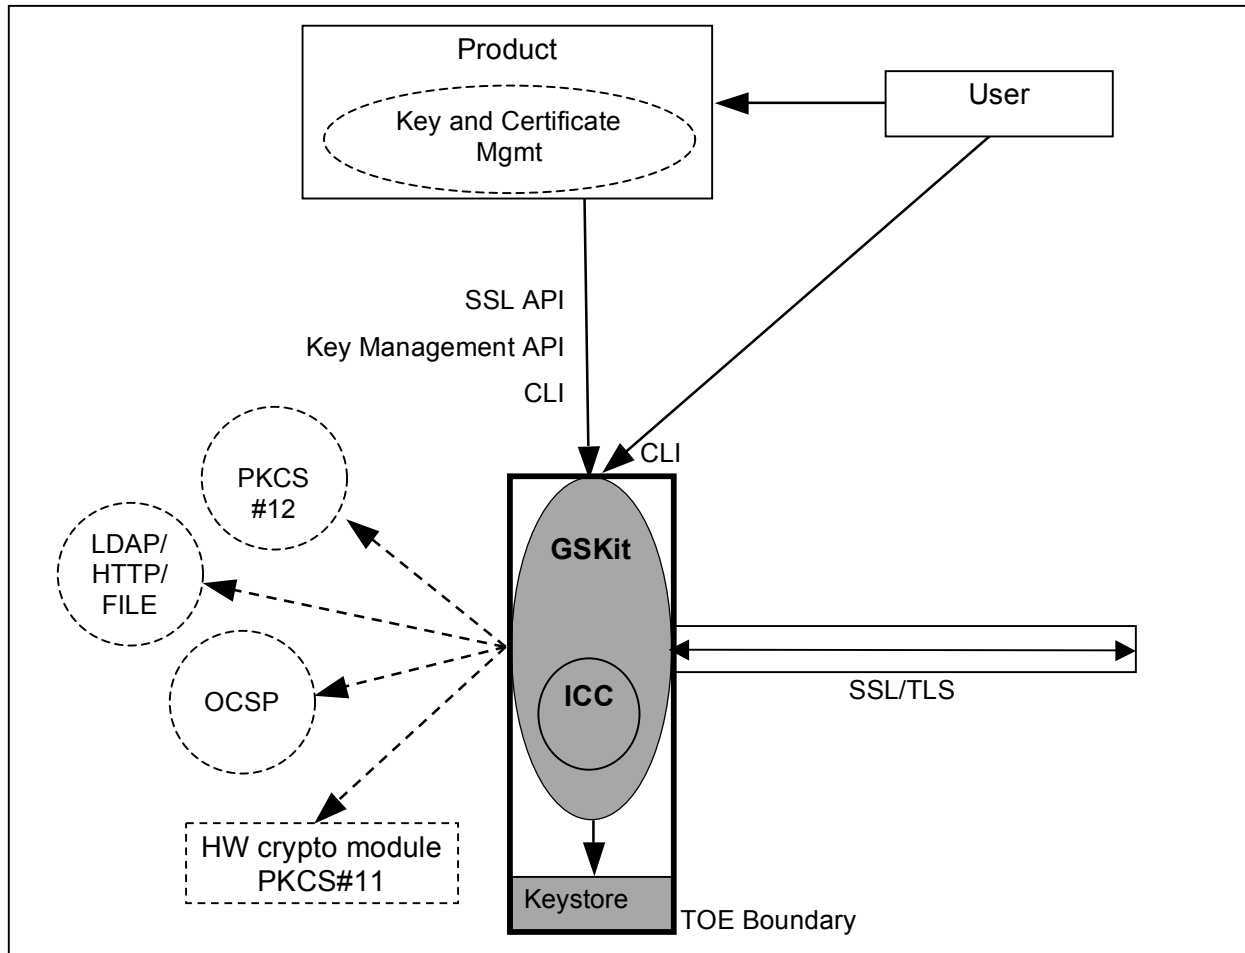 Product
User
Key and Certificate
Mgmt
SSL API
Key Management API
CLI
CLI
PKCS
#12
LDAP/
HTTP/
FILE
GSKit
OCSP
ICC
SSL/TLS
HW crypto module
PKCS#11
Keystore
TOE Boundary